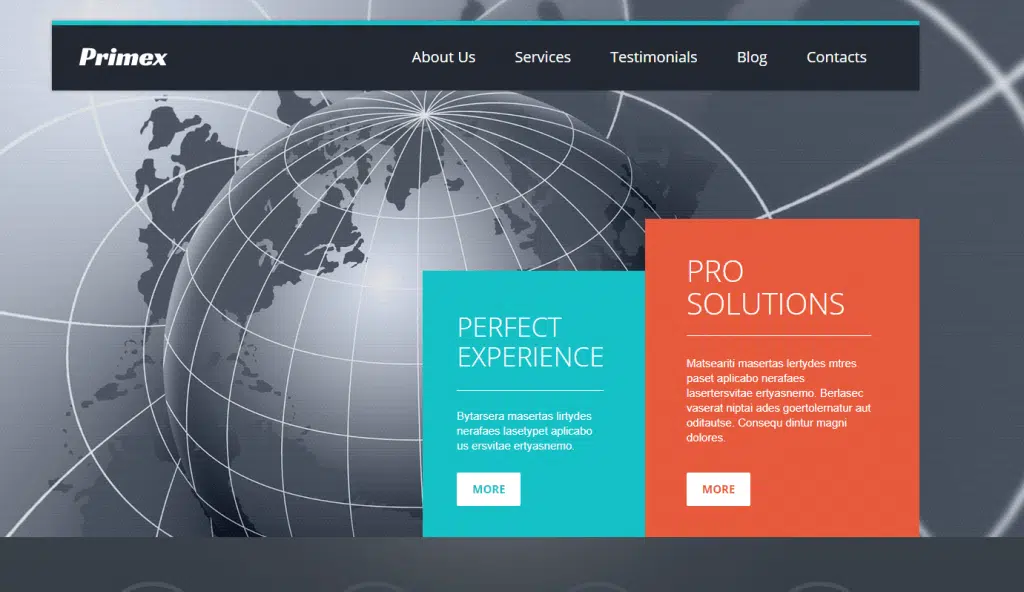 Primex
About Us
Services
Testimonials
Blog
Contacts
PERFECT
EXPERIENCE
Bytarsera masertas lirtydes
nerafaes lasetypet aplicabo
us ersvitae ertyasnemo.
MORE
PRO
SOLUTIONS
Matseariti masertas lertydes mtres
paset aplicabo nerafaes
lasertersvitae ertyasnemo. Berlasec
vaserat niptai ades goertolernatur aut
oditautse. Consequ dintur magni
dolores.
MORE